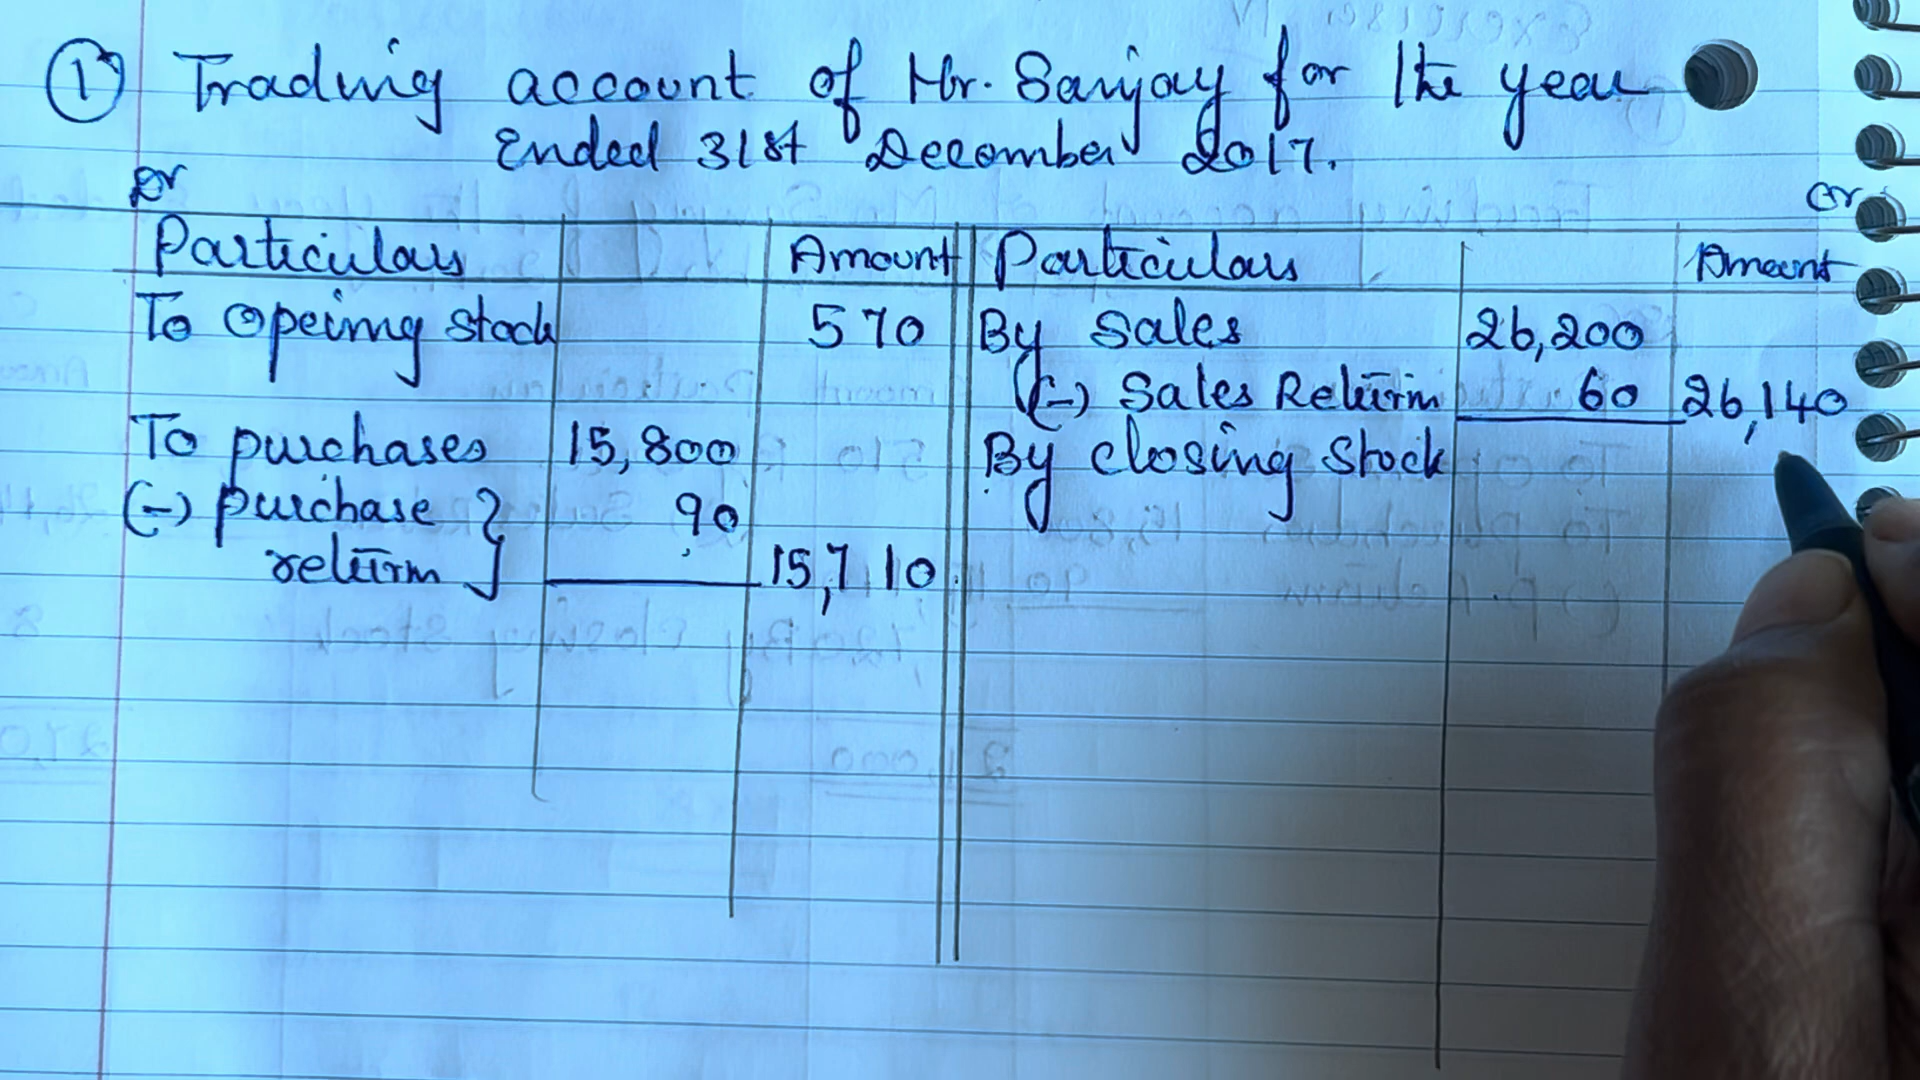 1) Trading account of Mr. Sanjay for the year
Ended 31st December 2017.
Dr Cr
Particulars Amount Particulars Amount
To Opeing Stock 570 By Sales 26,200
(-) Sales Return 60 26,140
To purchases 15,800 By Closing Stock
(-) purchase } 90
return 15,710